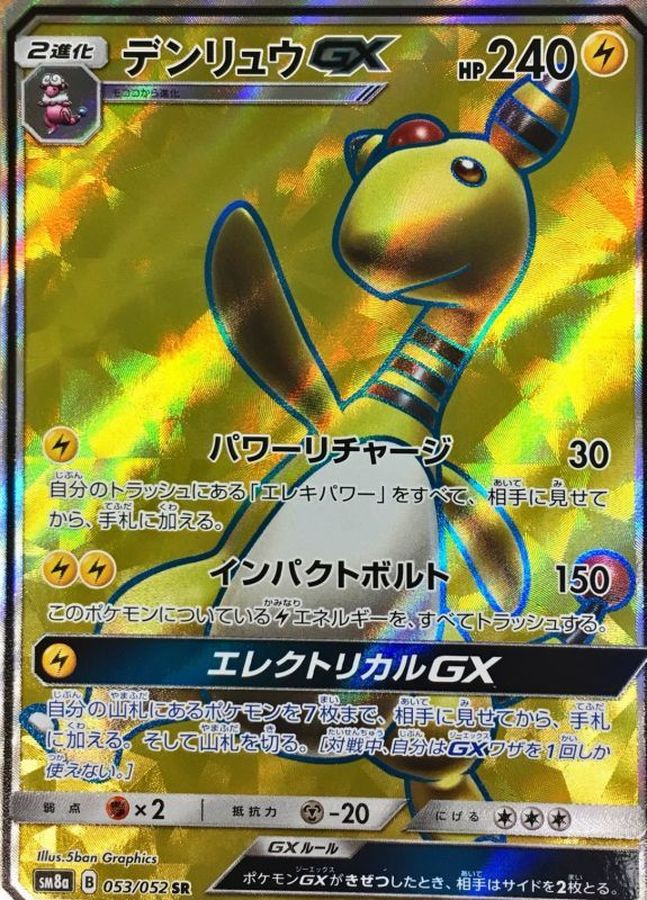 2進化 デンリュウGX HP240
モココから進化
パワーリチャージ 30
自分のトラッシュにある「エレキパワー」をすべて、相手に見せて
から、手札に加える。
インパクトボルト 150
このポケモンについているエネルギーを、すべてトラッシュする。
エレクトリカルGX
自分の山札にあるポケモンを7枚まで、相手に見せてから、手札
に加える。そして山札を切る。[対戦中、自分はGXワザを1回しか
使えない。]
弱点 ×2 抵抗力 -20 にげる
GXルール
Illus.5ban Graphics
ポケモンGXがきぜつしたとき、相手はサイドを2枚とる。
SM8a B 053/052 SR